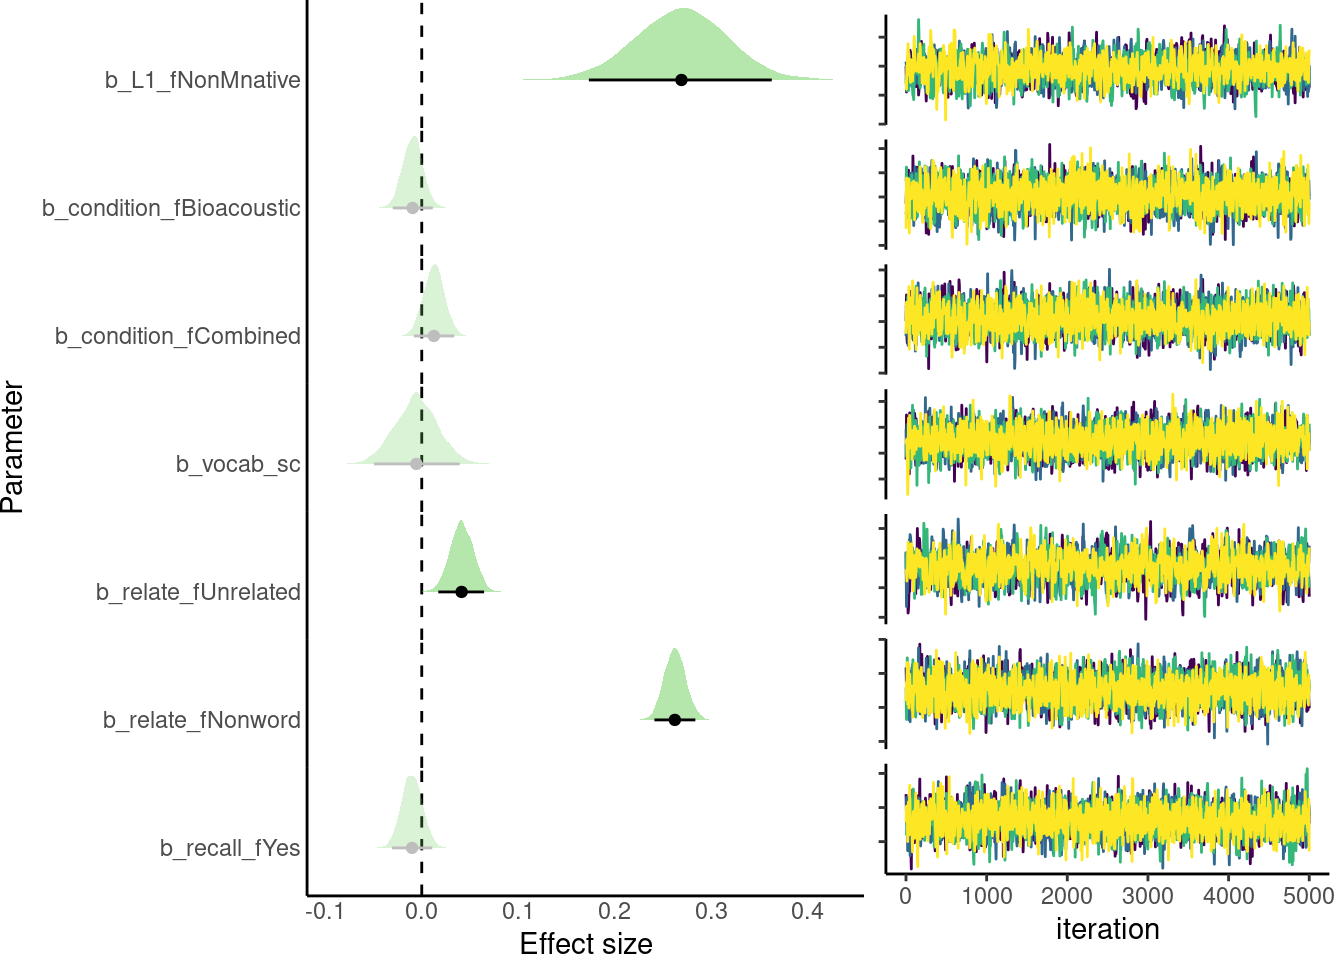 Parameter
b_L1_fNonMnative
b_condition_fBioacoustic
b_condition_fCombined
b_vocab_sc
b_relate_fUnrelated
b_relate_fNonword
b_recall_fYes
-0.1 0.0 0.1 0.2 0.3 0.4
Effect size
0 1000 2000 3000 4000 5000
iteration